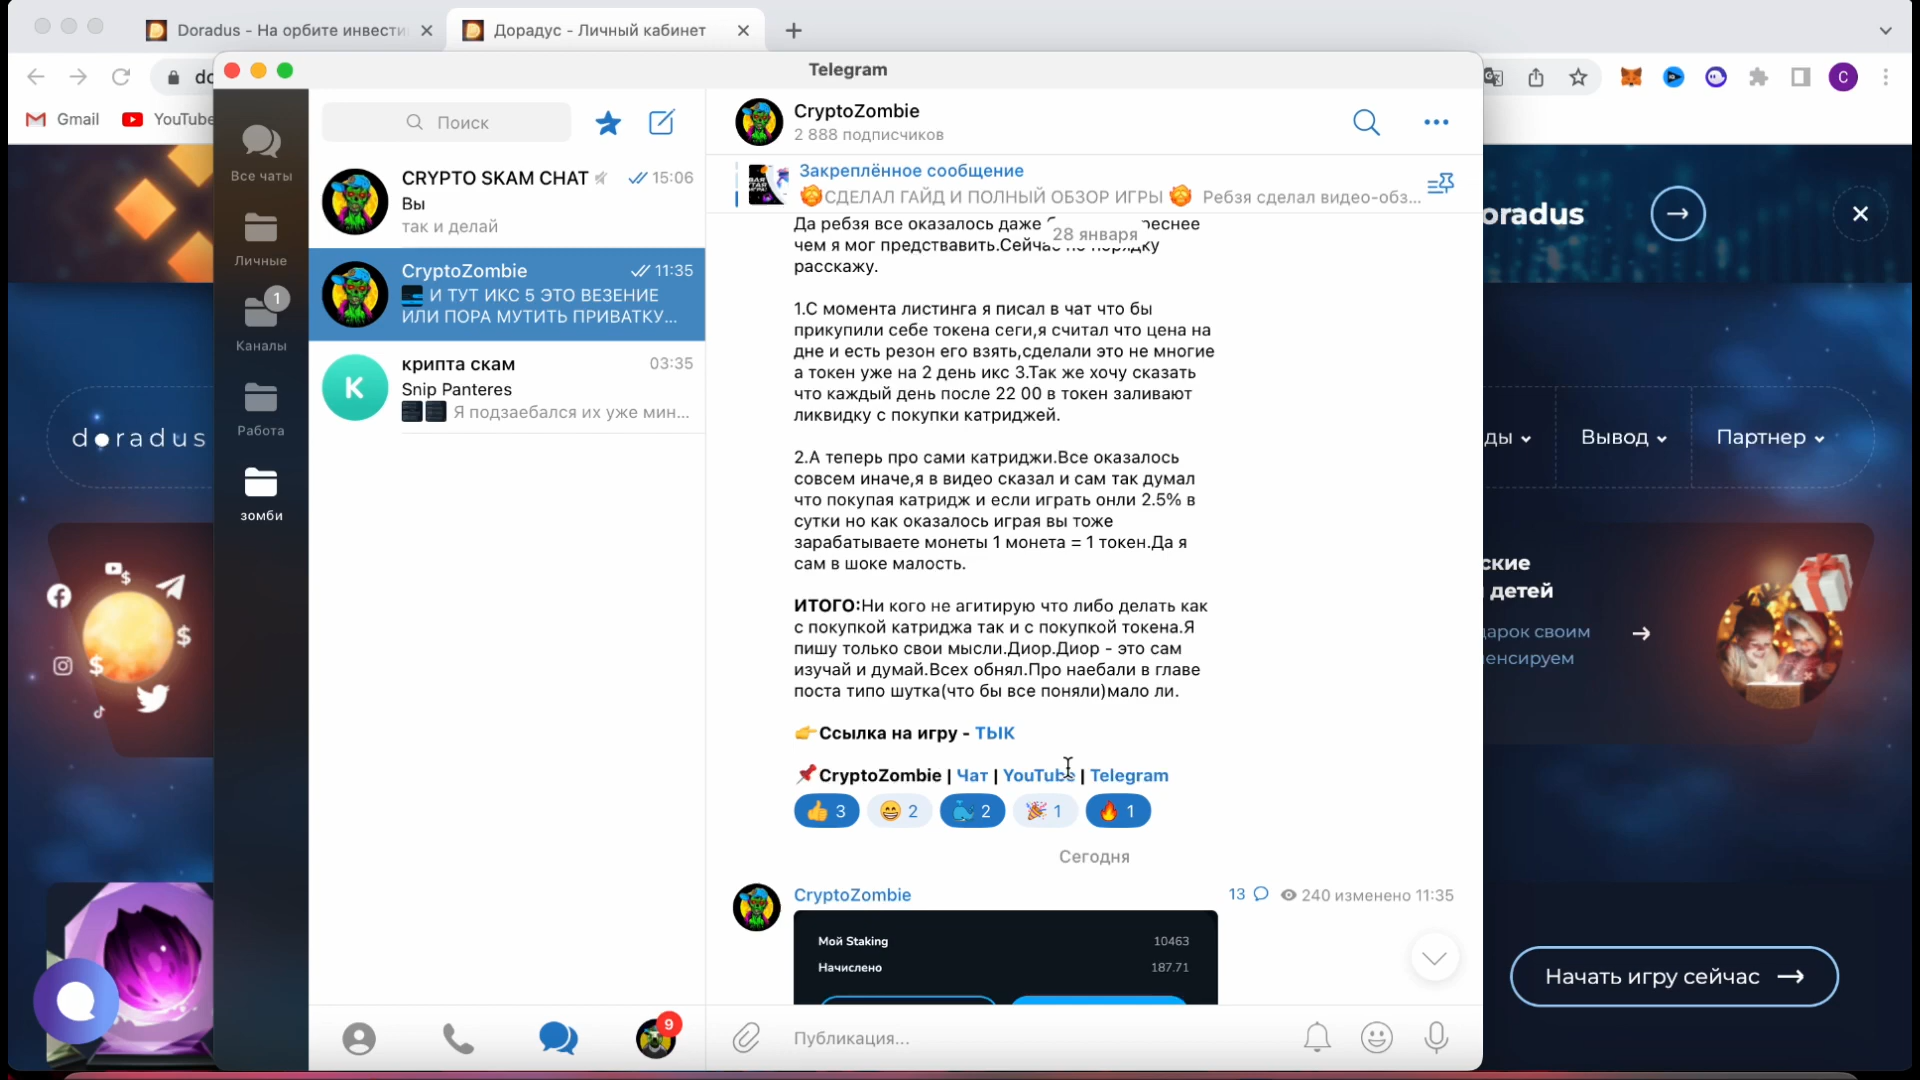 Doradus - На орбите инвести
Дорадус - Личный кабинет
Gmail
YouTube
Telegram
Поиск
Все чаты
Личные
1
Каналы
Работа
зомби
CRYPTO SKAM CHAT
15:06
Вы
так и делай
CryptoZombie
11:35
И ТУТ ИКС 5 ЭТО ВЕЗЕНИЕ
ИЛИ ПОРА МУТИТЬ ПРИВАТКУ...
К
крипта скам
03:35
Snip Panteres
Я подзаебался их уже мин...
9
CryptoZombie
2 888 подписчиков
Закреплённое сообщение
🤯СДЕЛАЛ ГАЙД И ПОЛНЫЙ ОБЗОР ИГРЫ 🤯 Ребзя сделал видео-обз...
28 января
Да ребзя все оказалось даже
чем я мог предствавить.Сейчас по порядку
расскажу.
1.С момента листинга я писал в чат что бы
прикупили себе токена сеги,я считал что цена на
дне и есть резон его взять,сделали это не многие
а токен уже на 2 день икс 3.Так же хочу сказать
что каждый день после 22 00 в токен заливают
ликвидку с покупки катриджей.
2.А теперь про сами катриджи.Все оказалось
совсем иначе,я в видео сказал и сам так думал
что покупая катридж и если играть онли 2.5% в
сутки но как оказалось играя вы тоже
зарабатываете монеты 1 монета = 1 токен.Да я
сам в шоке малость.
ИТОГО:Ни кого не агитирую что либо делать как
с покупкой катриджа так и с покупкой токена.Я
пишу только свои мысли.Диор.Диор - это сам
изучай и думай.Всех обнял.Про наебали в главе
поста типо шутка(что бы все поняли)мало ли.
👉Ссылка на игру - ТЫК
📌CryptoZombie | Чат | YouTube | Telegram
👍 3 😁 2 🐳 2 🎉 1 🔥 1
Сегодня
CryptoZombie
13
240 изменено 11:35
Мой Staking
10463
Начислено
187.71
Публикация...
C
oradus
doradus
ды
Вывод
Партнер
ские
детей
дарок своим
енсируем
Начать игру сейчас